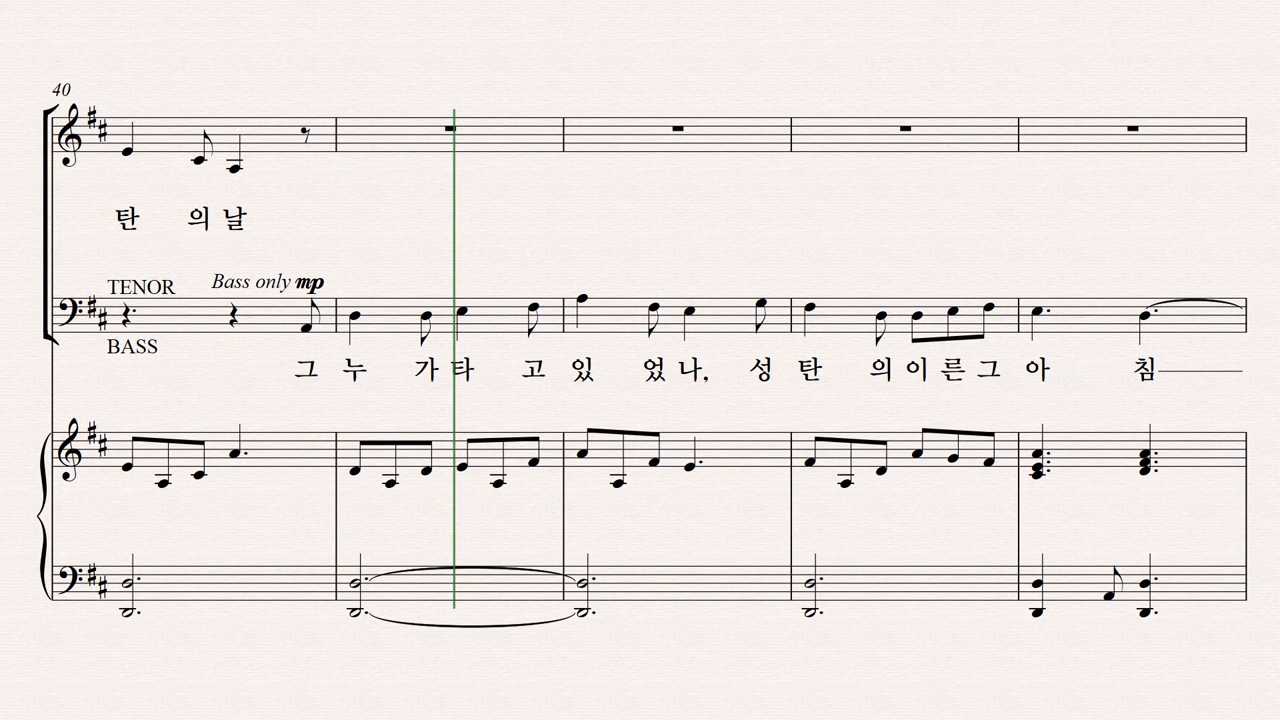 40
탄 의 날
TENOR Bass only mp
BASS
그 누 가 타 고 있 었 나, 성 탄 의 이 른 그 아 침